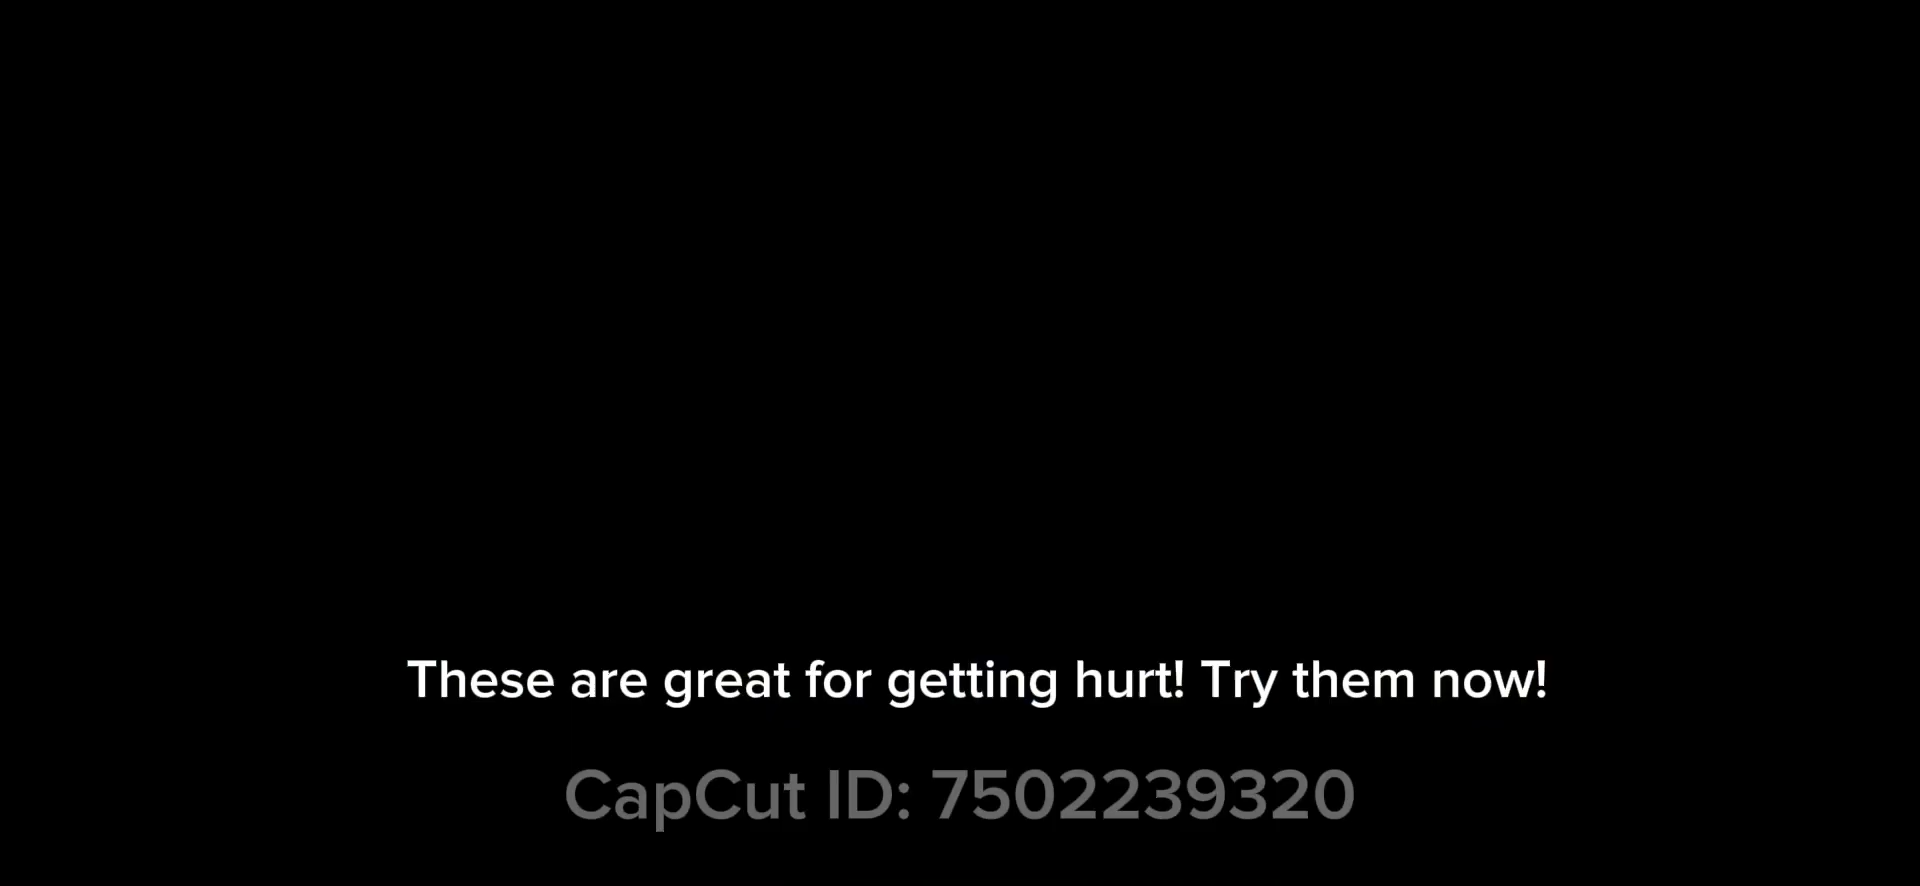 These are great for getting hurt! Try them now!
CapCut ID: 7502239320